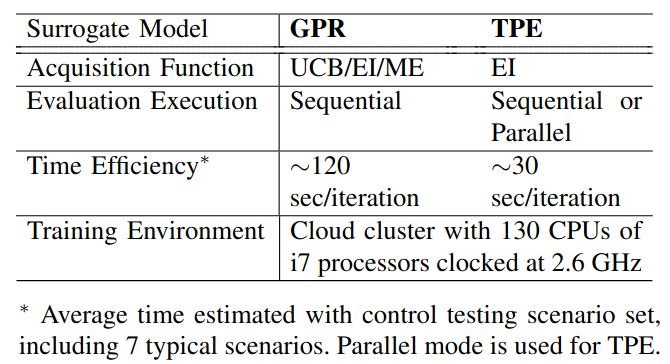 Surrogate Model GPR TPE
Acquisition Function UCB/EI/ME EI
Evaluation Execution Sequential Sequential or
Parallel
Time Efficiency* ∼120 ∼30
sec/iteration sec/iteration
Training Environment Cloud cluster with 130 CPUs of
i7 processors clocked at 2.6 GHz
* Average time estimated with control testing scenario set,
including 7 typical scenarios. Parallel mode is used for TPE.